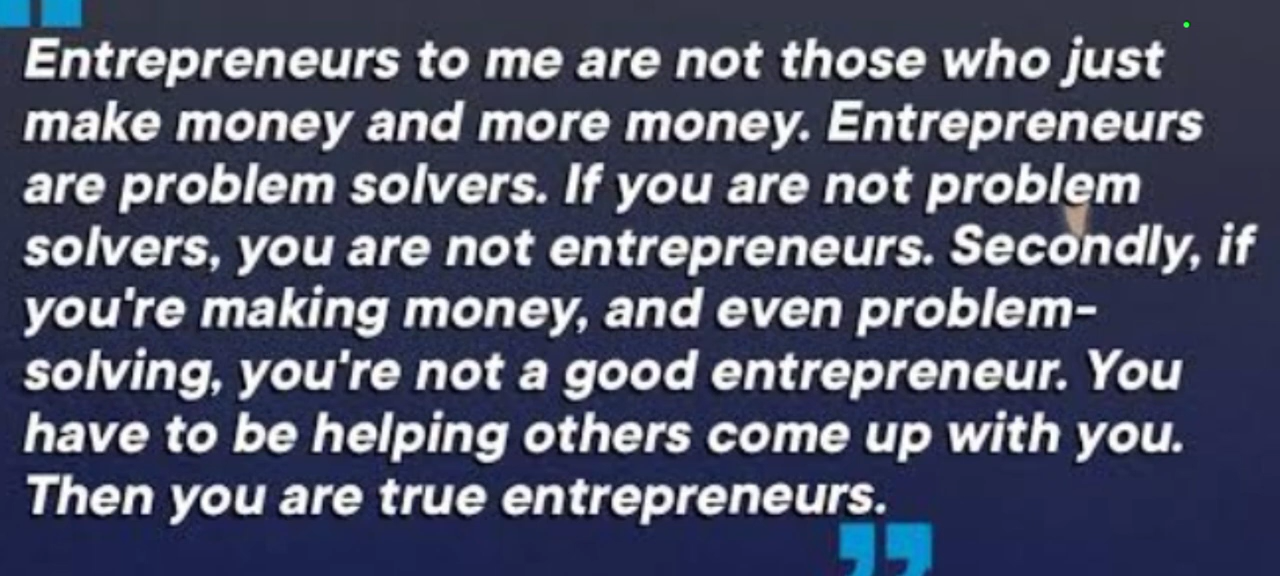 Entrepreneurs to me are not those who just
make money and more money. Entrepreneurs
are problem solvers. If you are not problem
solvers, you are not entrepreneurs. Secondly, if
you're making money, and even problem-
solving, you're not a good entrepreneur. You
have to be helping others come up with you.
Then you are true entrepreneurs.